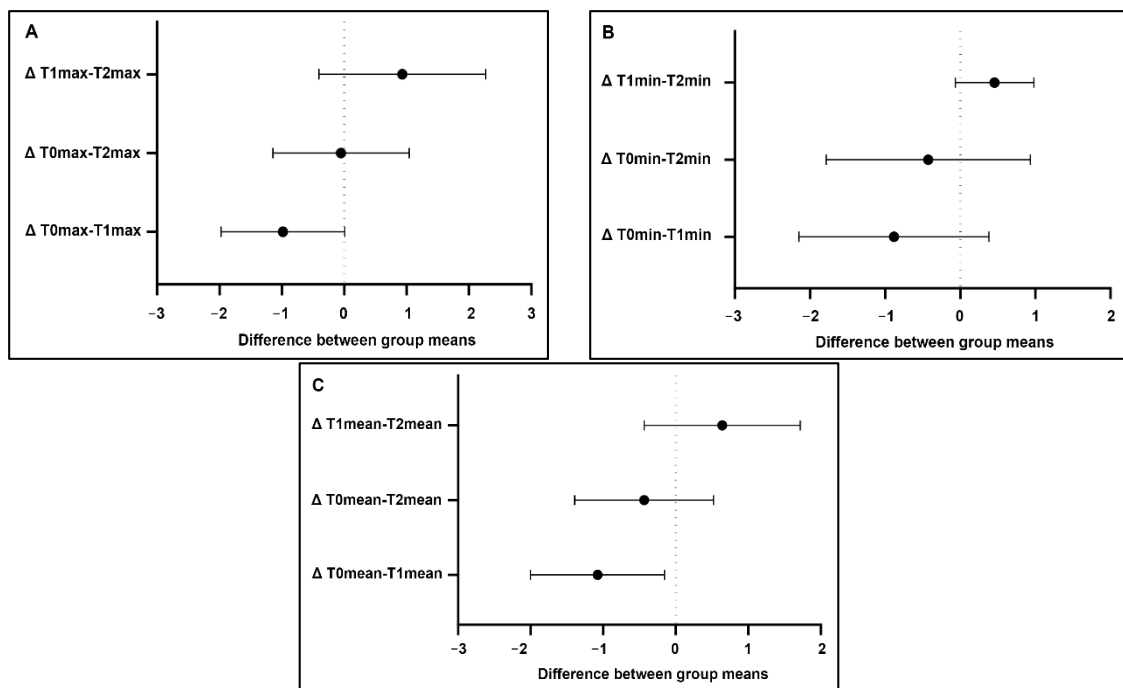 A
Δ T1max-T2max
Δ T0max-T2max
Δ T0max-T1max
−3 −2 −1 0 1 2 3
Difference between group means
B
Δ T1min-T2min
Δ T0min-T2min
Δ T0min-T1min
−3 −2 −1 0 1 2
Difference between group means
C
Δ T1mean-T2mean
Δ T0mean-T2mean
Δ T0mean-T1mean
−3 −2 −1 0 1 2
Difference between group means